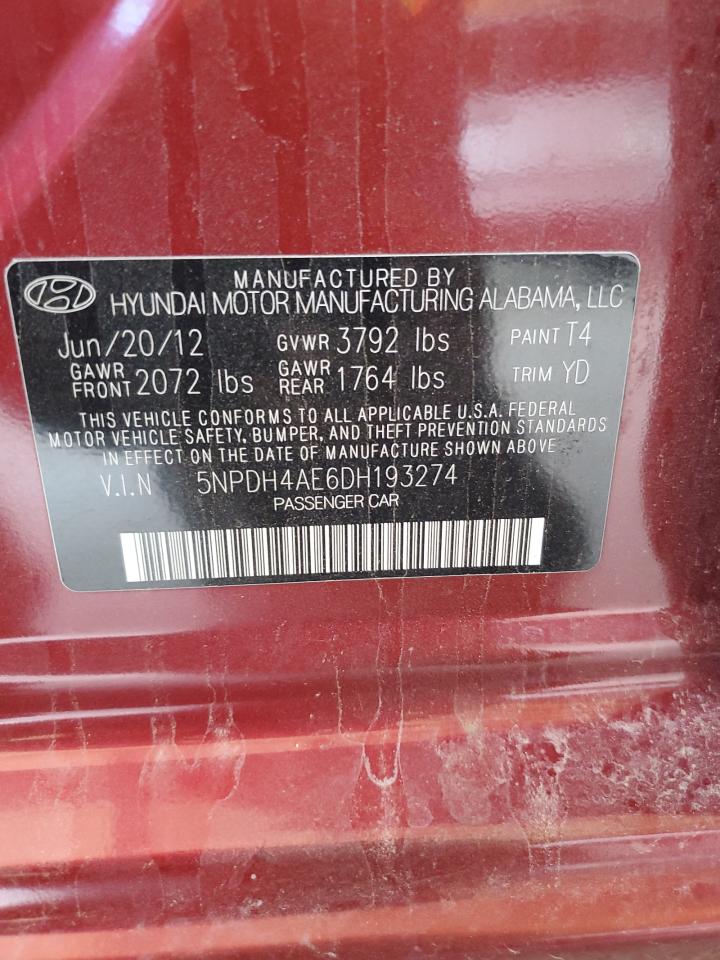 MANUFACTURED BY
HYUNDAI MOTOR MANUFACTURING ALABAMA, LLC
Jun/20/12 GVWR 3792 lbs PAINT T4
GAWR FRONT 2072 lbs GAWR REAR 1764 lbs TRIM YD
THIS VEHICLE CONFORMS TO ALL APPLICABLE U.S.A. FEDERAL
MOTOR VEHICLE SAFETY, BUMPER, AND THEFT PREVENTION STANDARDS
IN EFFECT ON THE DATE OF MANUFACTURE SHOWN ABOVE
V.I.N 5NPDH4AE6DH193274
PASSENGER CAR